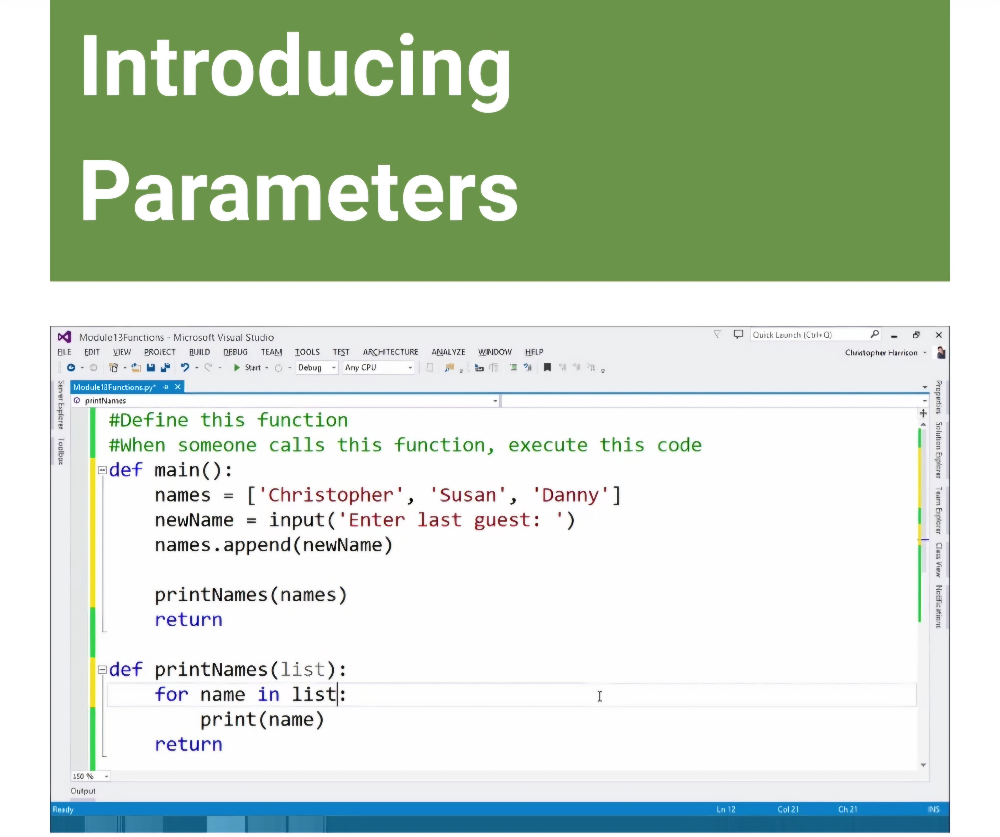 Introducing
Parameters
Module13Functions - Microsoft Visual Studio
Quick Launch (Ctrl+Q)
FILE EDIT VIEW PROJECT BUILD DEBUG TEAM TOOLS TEST ARCHITECTURE ANALYZE WINDOW HELP
Christopher Harrison
Start Debug Any CPU
Module13Functions.py*
printNames
Server Explorer
Toolbox
#Define this function
#When someone calls this function, execute this code
def main():
    names = ['Christopher', 'Susan', 'Danny']
    newName = input('Enter last guest: ')
    names.append(newName)
    printNames(names)
    return
def printNames(list):
    for name in list:
        print(name)
    return
Properties
Solution Explorer
Team Explorer
Class View
Notifications
150 %
Output
Ready Ln 12 Col 21 Ch 21 INS